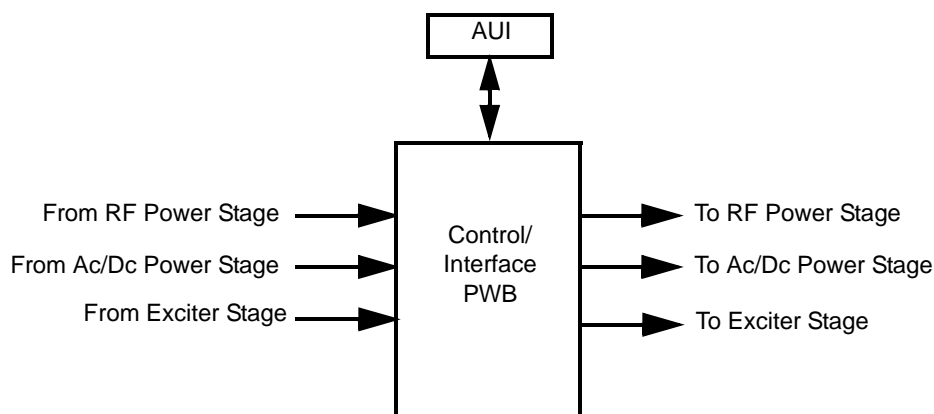 AUI
From RF Power Stage
From Ac/Dc Power Stage
From Exciter Stage
Control/
Interface
PWB
To RF Power Stage
To Ac/Dc Power Stage
To Exciter Stage